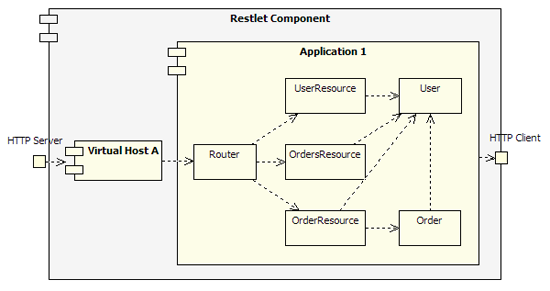 Restlet Component
Application 1
UserResource
User
HTTP Server
Virtual Host A
Router
OrdersResource
HTTP Client
OrderResource
Order